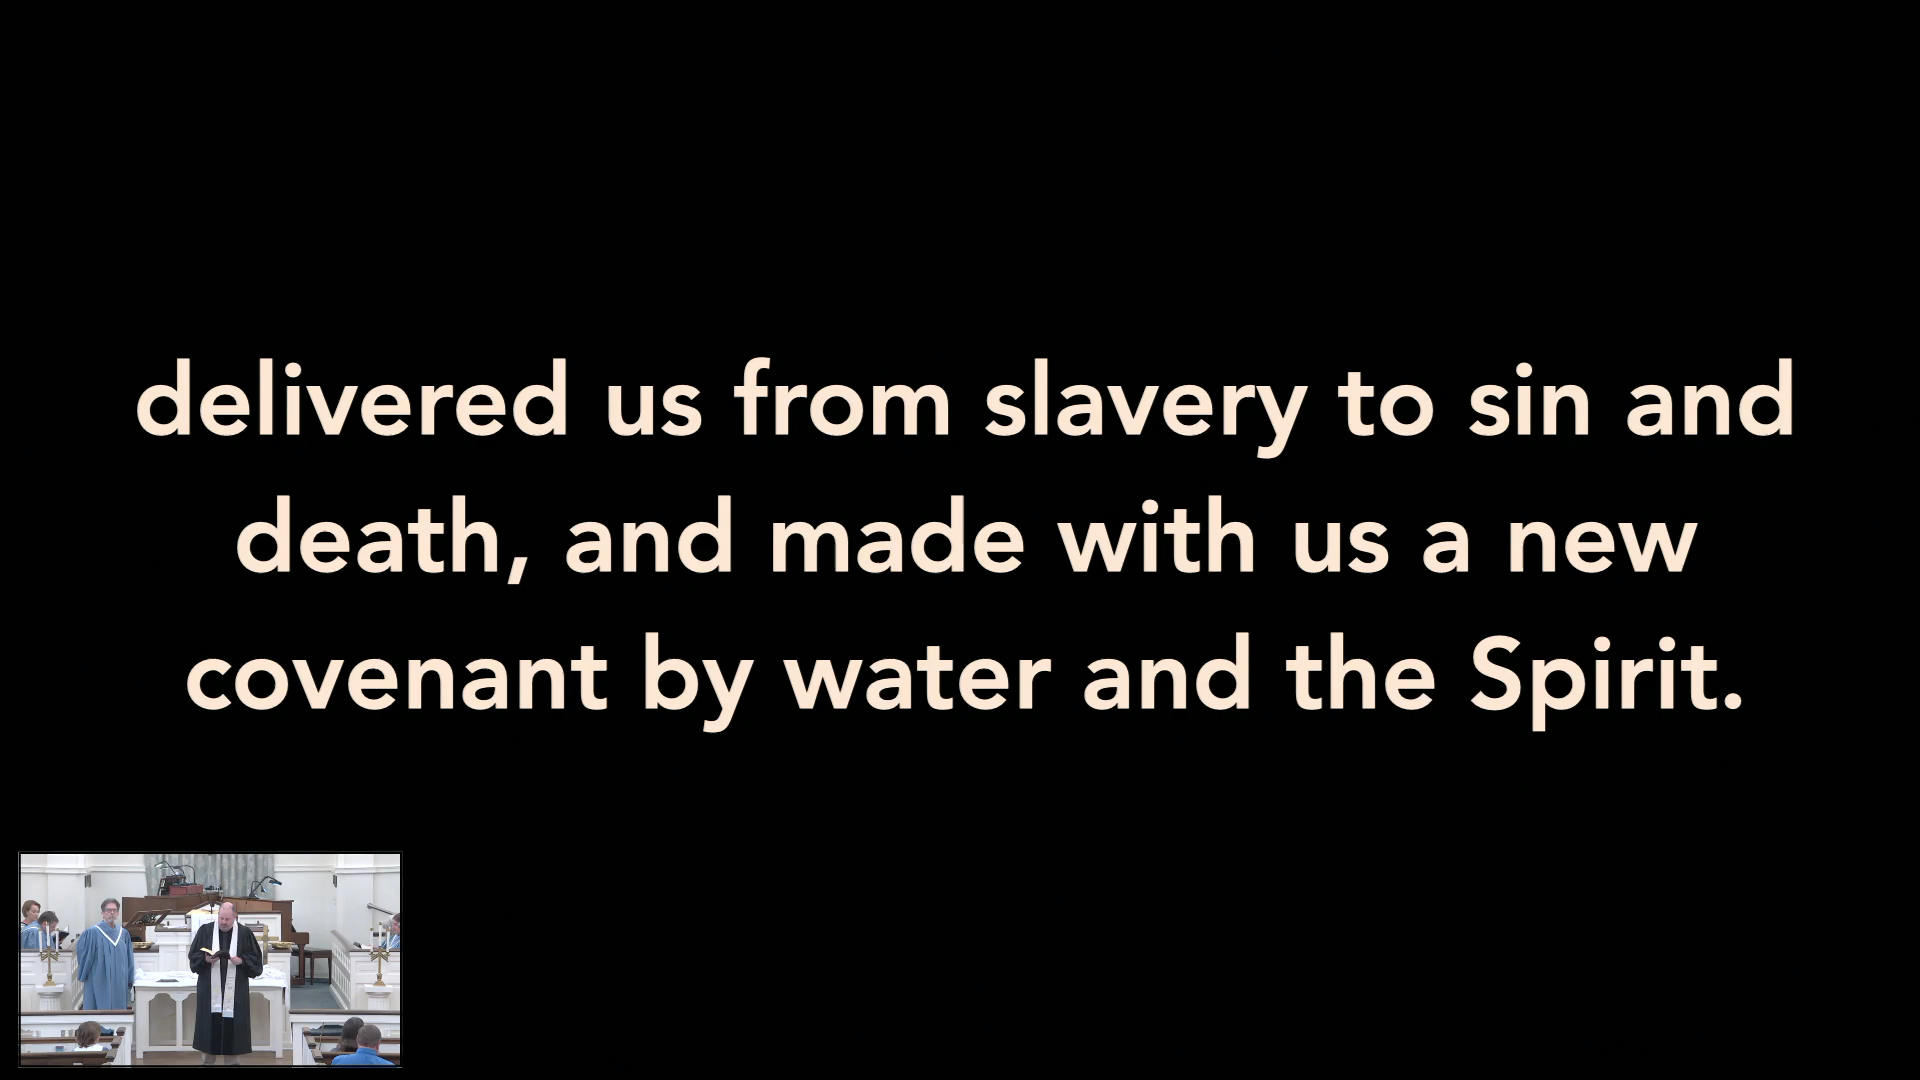 delivered us from slavery to sin and
death, and made with us a new
covenant by water and the Spirit.